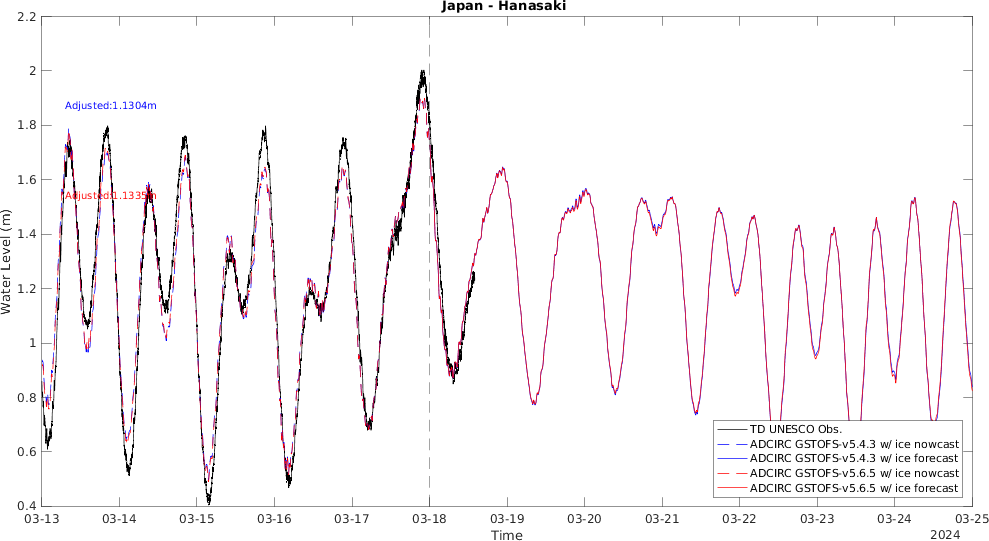 Japan - Hanasaki
2.2
2
1.8
1.6
1.4
1.2
1
0.8
0.6
0.4
Water Level (m)
Adjusted:1.1304m
Adjusted:1.1335m
TD UNESCO Obs.
ADCIRC GSTOFS-v5.4.3 w/ ice nowcast
ADCIRC GSTOFS-v5.4.3 w/ ice forecast
ADCIRC GSTOFS-v5.6.5 w/ ice nowcast
ADCIRC GSTOFS-v5.6.5 w/ ice forecast
03-13 03-14 03-15 03-16 03-17 03-18 03-19 03-20 03-21 03-22 03-23 03-24 03-25
Time
2024